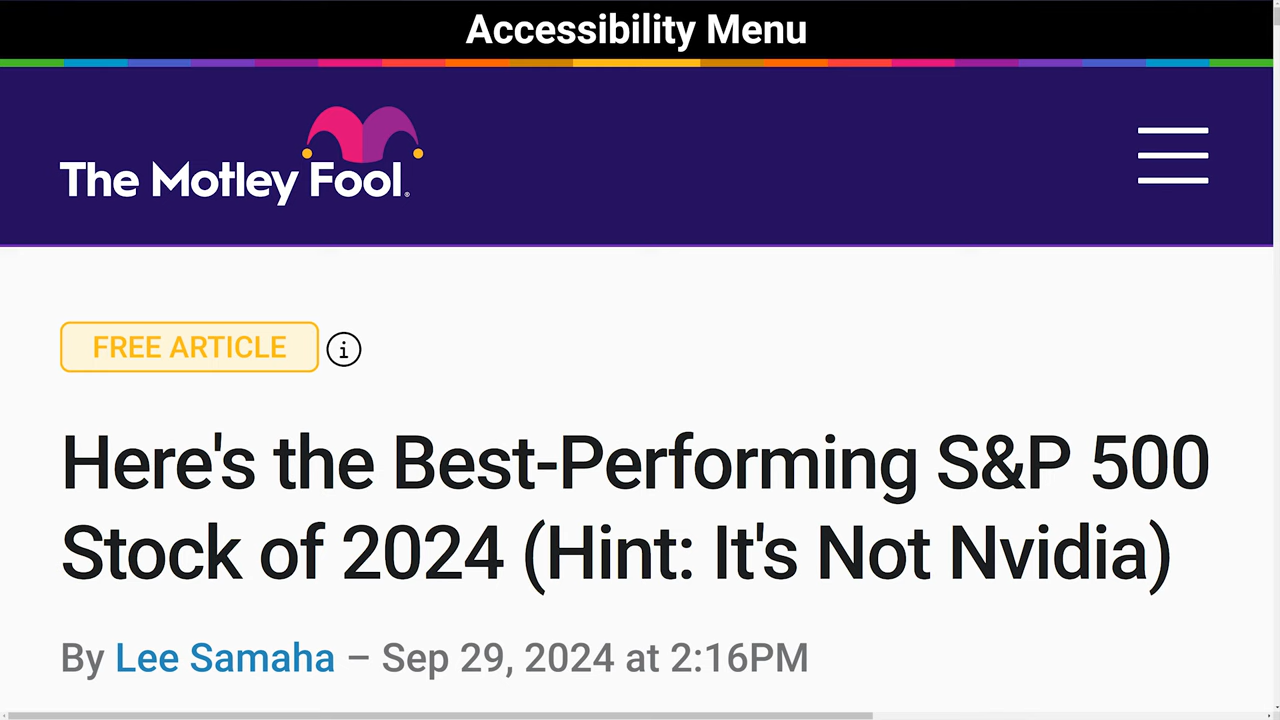 Accessibility Menu
The Motley Fool®
FREE ARTICLE
i
Here's the Best-Performing S&P 500
Stock of 2024 (Hint: It's Not Nvidia)
By Lee Samaha – Sep 29, 2024 at 2:16PM